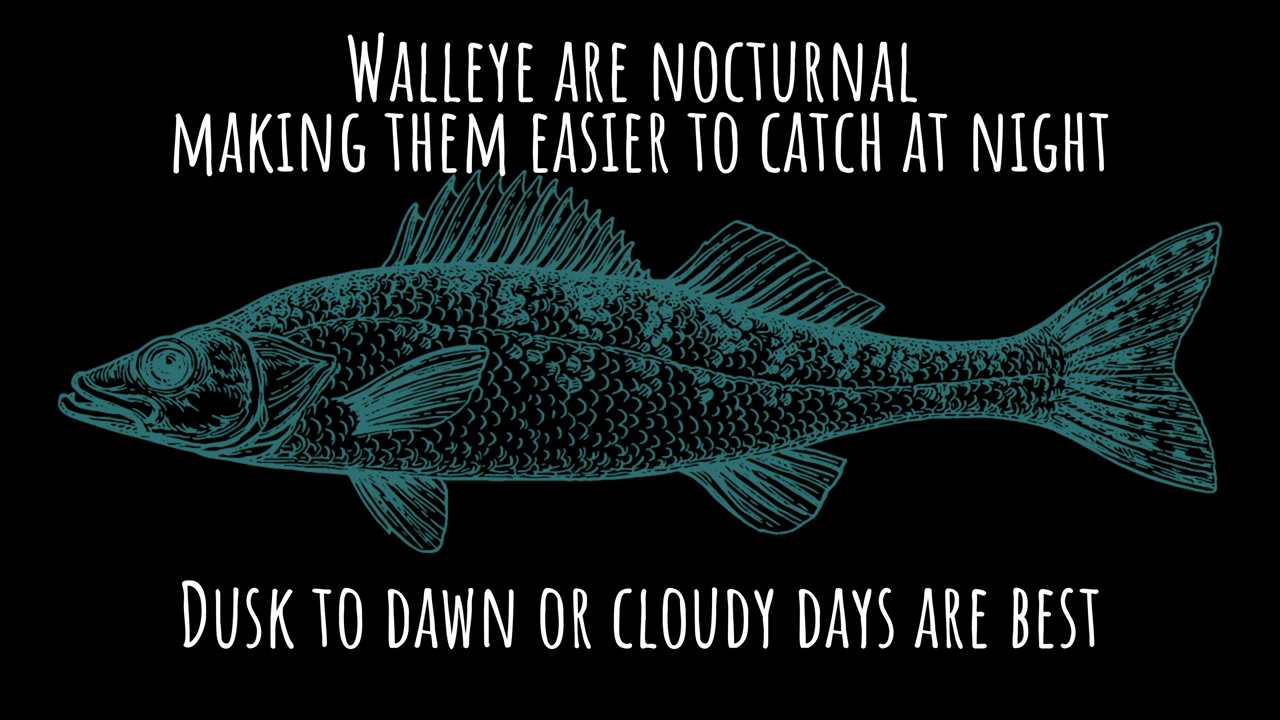 Walleye are nocturnal
making them easier to catch at night
Dusk to dawn or cloudy days are best